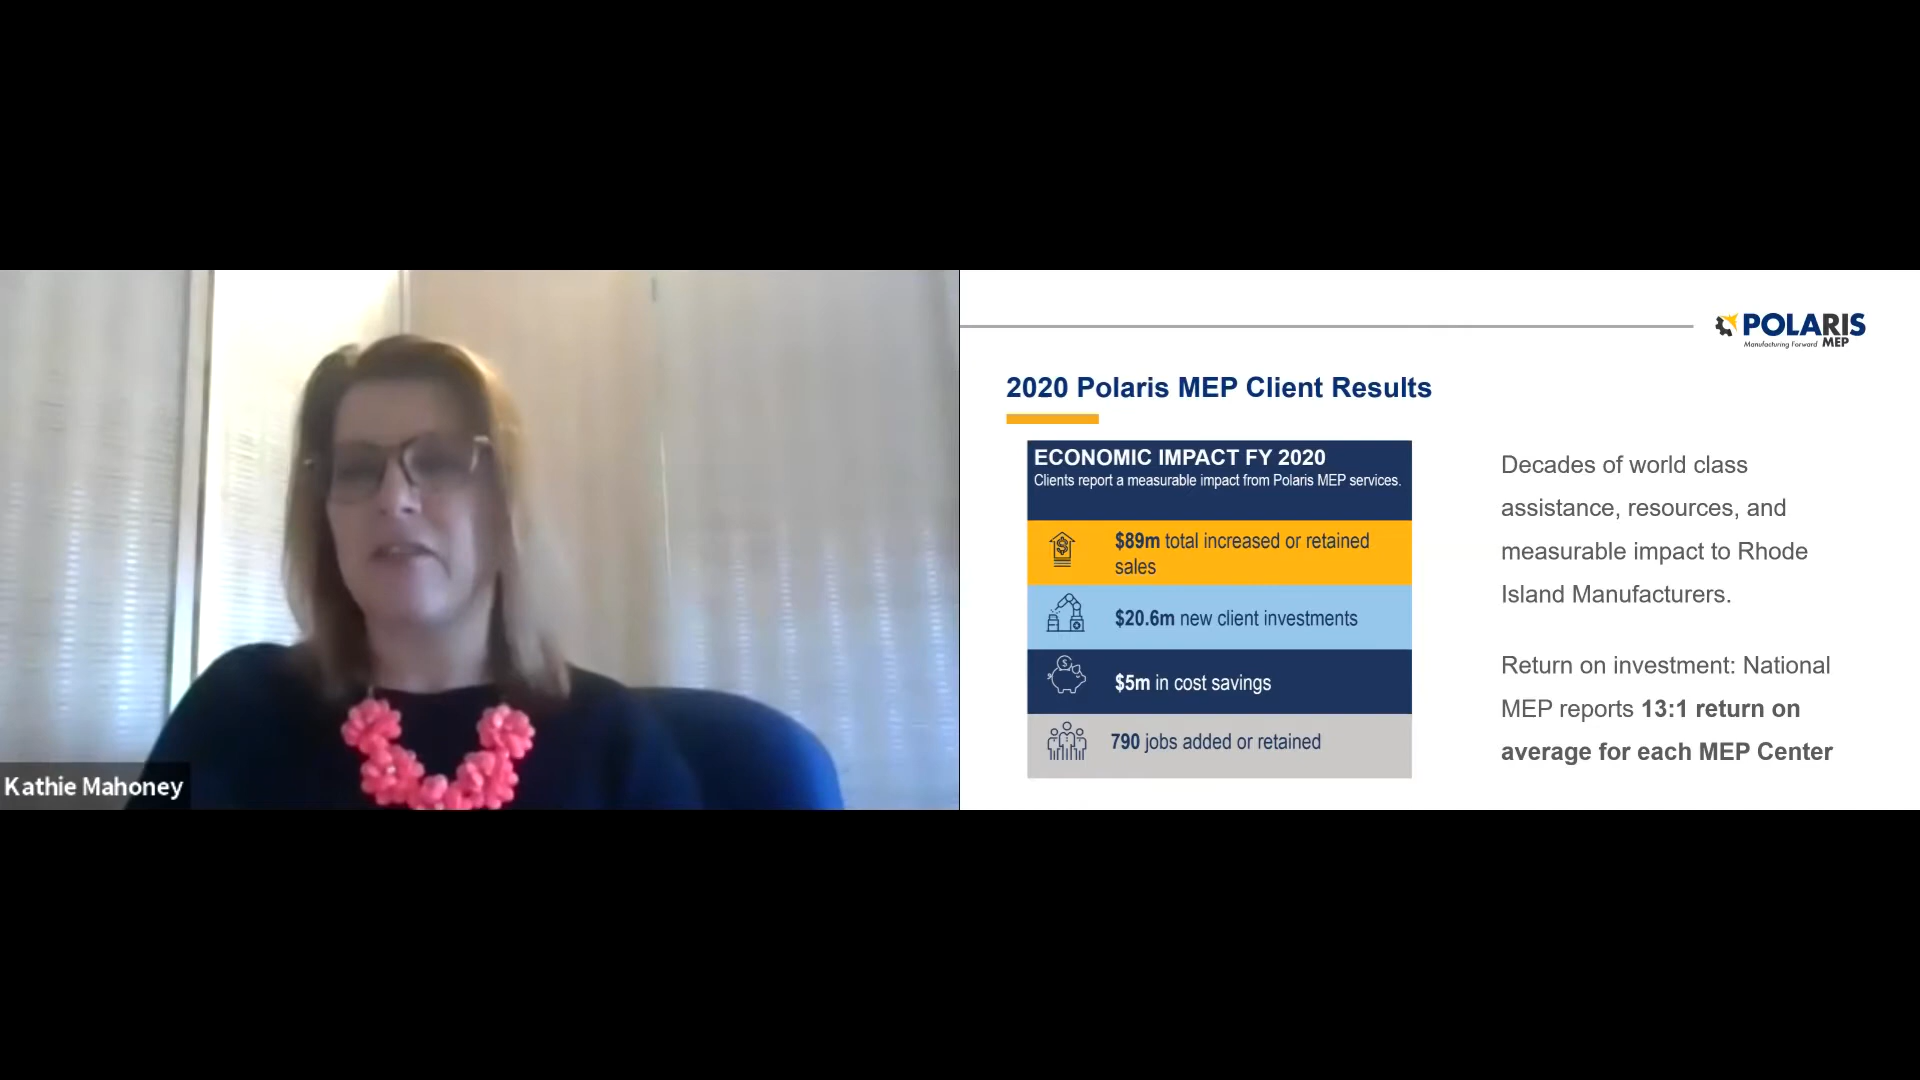 Kathie Mahoney
POLARIS
Manufacturing Forward MEP
2020 Polaris MEP Client Results
ECONOMIC IMPACT FY 2020
Clients report a measurable impact from Polaris MEP services.
$89m total increased or retained
sales
$20.6m new client investments
$5m in cost savings
790 jobs added or retained
Decades of world class
assistance, resources, and
measurable impact to Rhode
Island Manufacturers.
Return on investment: National
MEP reports 13:1 return on
average for each MEP Center